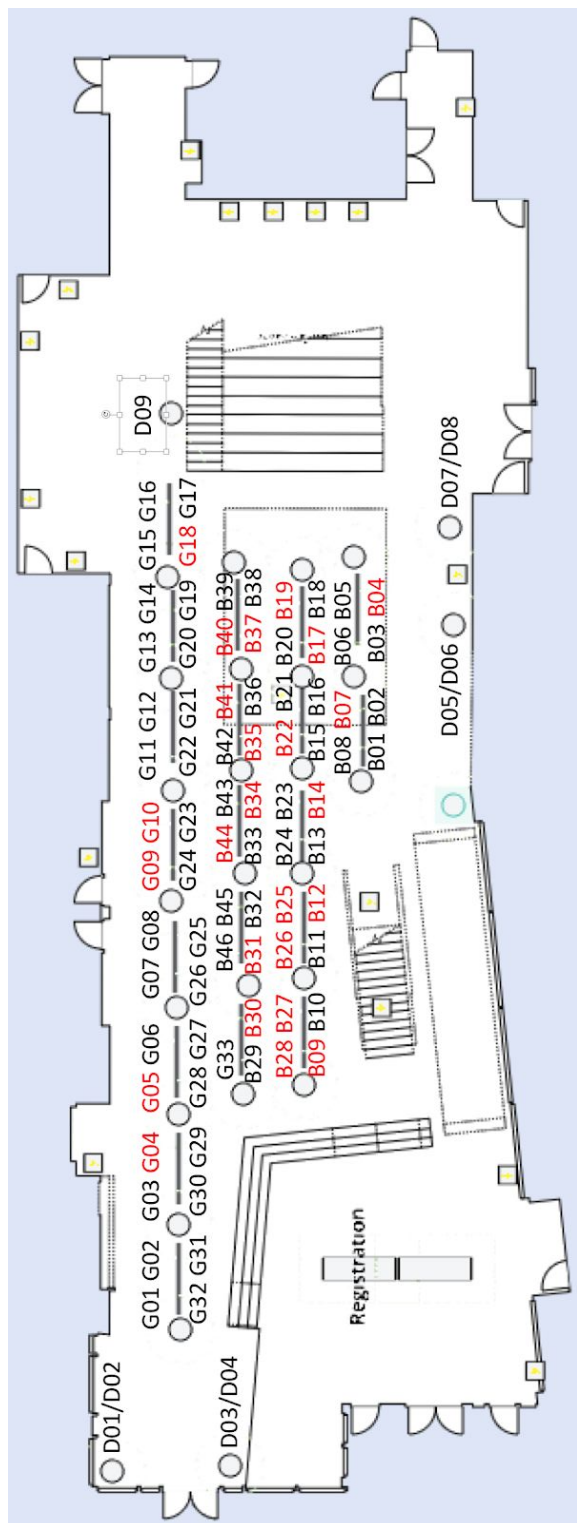 D01/D02
G01 G02 G03 G04 G05 G06 G07 G08 G09 G10 G11 G12 G13 G14 G15 G16 D09
G32 G31 G30 G29 G28 G27 G26 G25 G24 G23 G22 G21 G20 G19 G18 G17
D03/D04
G33 B46 B45 B44 B43 B42 B41 B40 B39
B29 B30 B31 B32 B33 B34 B35 B36 B37 B38
B28 B27 B26 B25 B24 B23 B22 B21 B20 B19
B09 B10 B11 B12 B13 B14 B15 B16 B17 B18
B08 B07 B06 B05
Registration
B01 B02 B03 B04
D05/D06 D07/D08